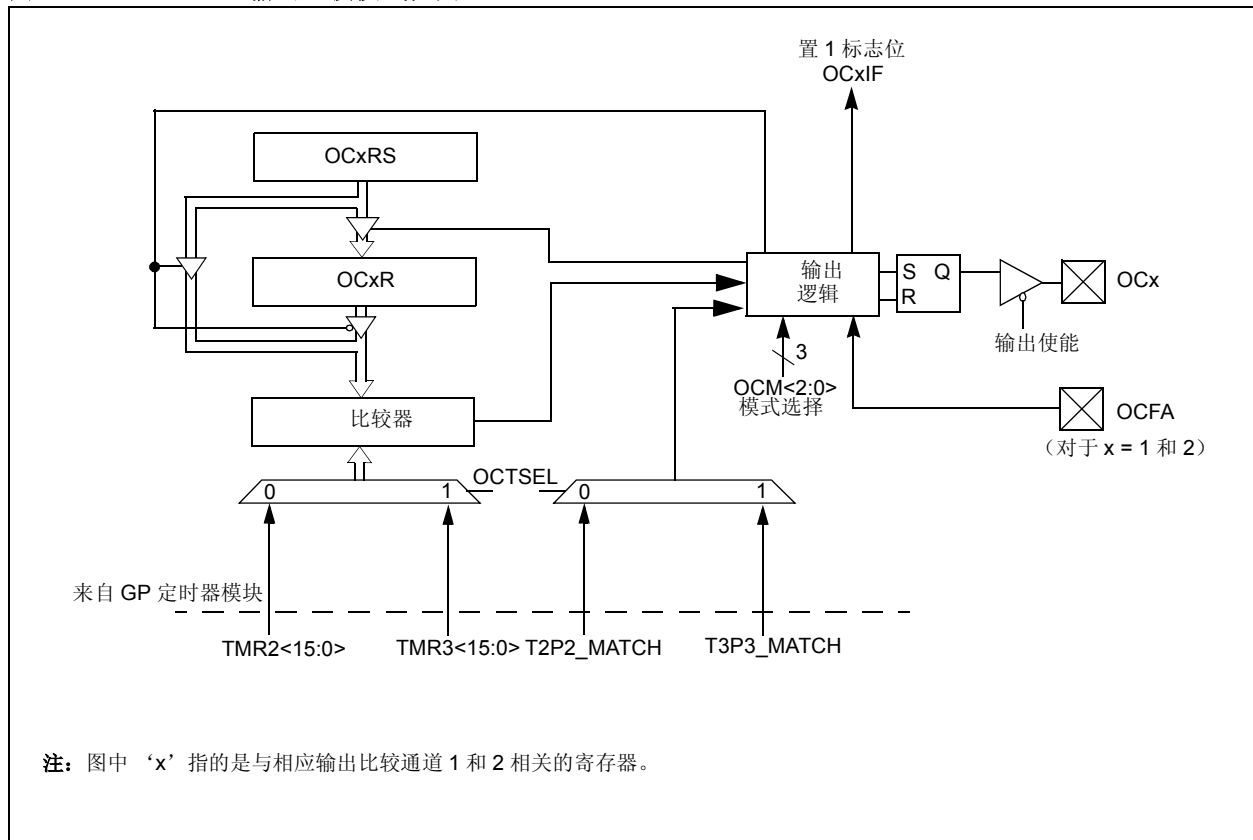 置 1 标志位
OCxIF
OCxRS
OCxR
输出
逻辑
S Q
R
OCx
输出使能
3
OCM<2:0>
模式选择
OCFA
（对于 x = 1 和 2）
比较器
0 1
OCTSEL
0 1
来自 GP 定时器模块
TMR2<15:0>
TMR3<15:0>
T2P2_MATCH
T3P3_MATCH
注：图中 ‘x’指的是与相应输出比较通道 1 和 2 相关的寄存器。